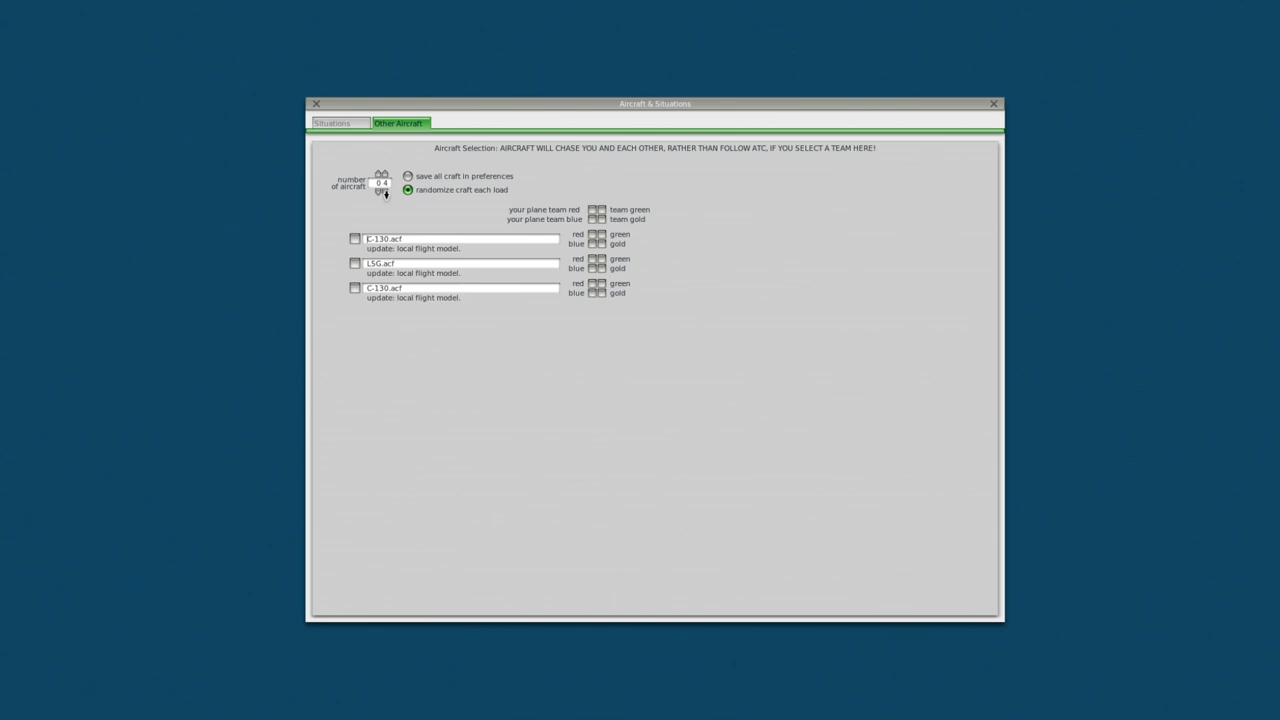 Aircraft & Situations
Situations
Other Aircraft
Aircraft Selection: AIRCRAFT WILL CHASE YOU AND EACH OTHER, RATHER THAN FOLLOW ATC, IF YOU SELECT A TEAM HERE!
number
of aircraft
0 4
save all craft in preferences
randomize craft each load
your plane team red
team green
your plane team blue
team gold
C-130.acf
update: local flight model.
red
green
blue
gold
L5G.acf
update: local flight model.
red
green
blue
gold
C-130.acf
update: local flight model.
red
green
blue
gold